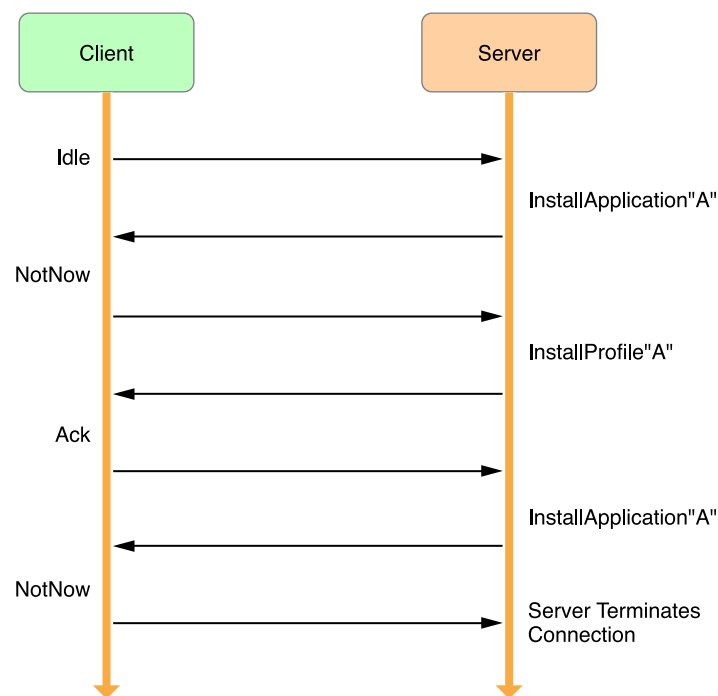 Client
Server
Idle
InstallApplication"A"
NotNow
InstallProfile"A"
Ack
InstallApplication"A"
NotNow
Server Terminates
Connection